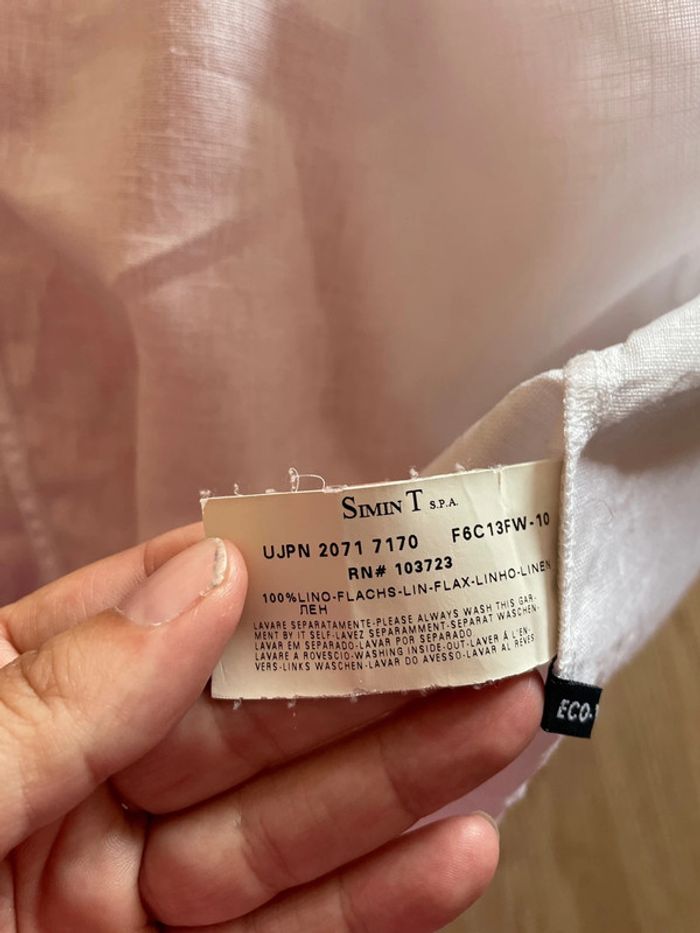 SIMIN T S.P.A.
UJPN 2071 7170 F6C13FW-10
RN# 103723
100%LINO-FLACHS-LIN-FLAX-LINHO-LINEN
ЛЕН
LAVARE SEPARATAMENTE-PLEASE ALWAYS WASH THIS GAR-
MENT BY IT SELF-LAVEZ SEPARAMMENT-SEPARAT WASCHEN-
LAVAR EM SEPARADO-LAVAR POR SEPARADO
LAVARE A ROVESCIO-WASHING INSIDE-OUT-LAVER Á L'EN-
VERS-LINKS WASCHEN-LAVAR DO AVESSO-LAVAR AL RÉVÉS
ECO-